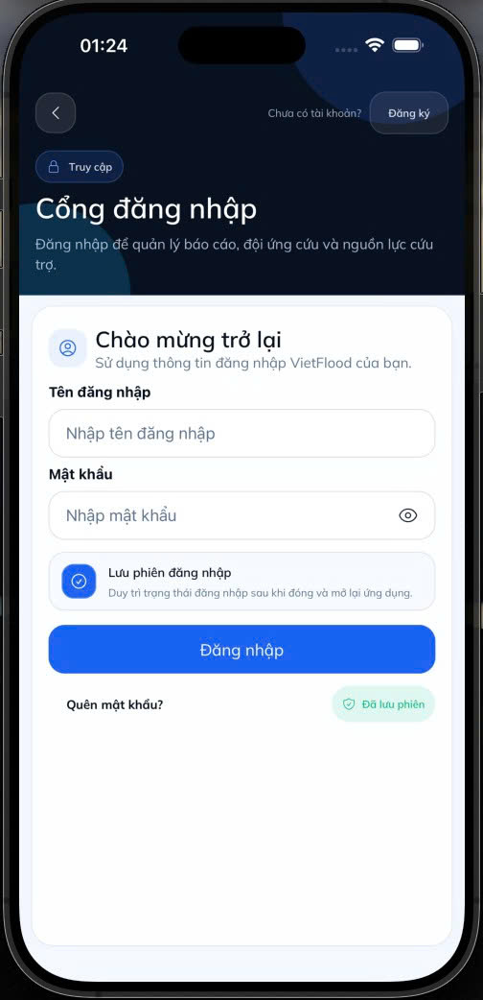 01:24
Chưa có tài khoản?
Đăng ký
Truy cập
Cổng đăng nhập
Đăng nhập để quản lý báo cáo, đội ứng cứu và nguồn lực cứu
trợ.
Chào mừng trở lại
Sử dụng thông tin đăng nhập VietFlood của bạn.
Tên đăng nhập
Nhập tên đăng nhập
Mật khẩu
Nhập mật khẩu
Lưu phiên đăng nhập
Duy trì trạng thái đăng nhập sau khi đóng và mở lại ứng dụng.
Đăng nhập
Quên mật khẩu?
Đã lưu phiên